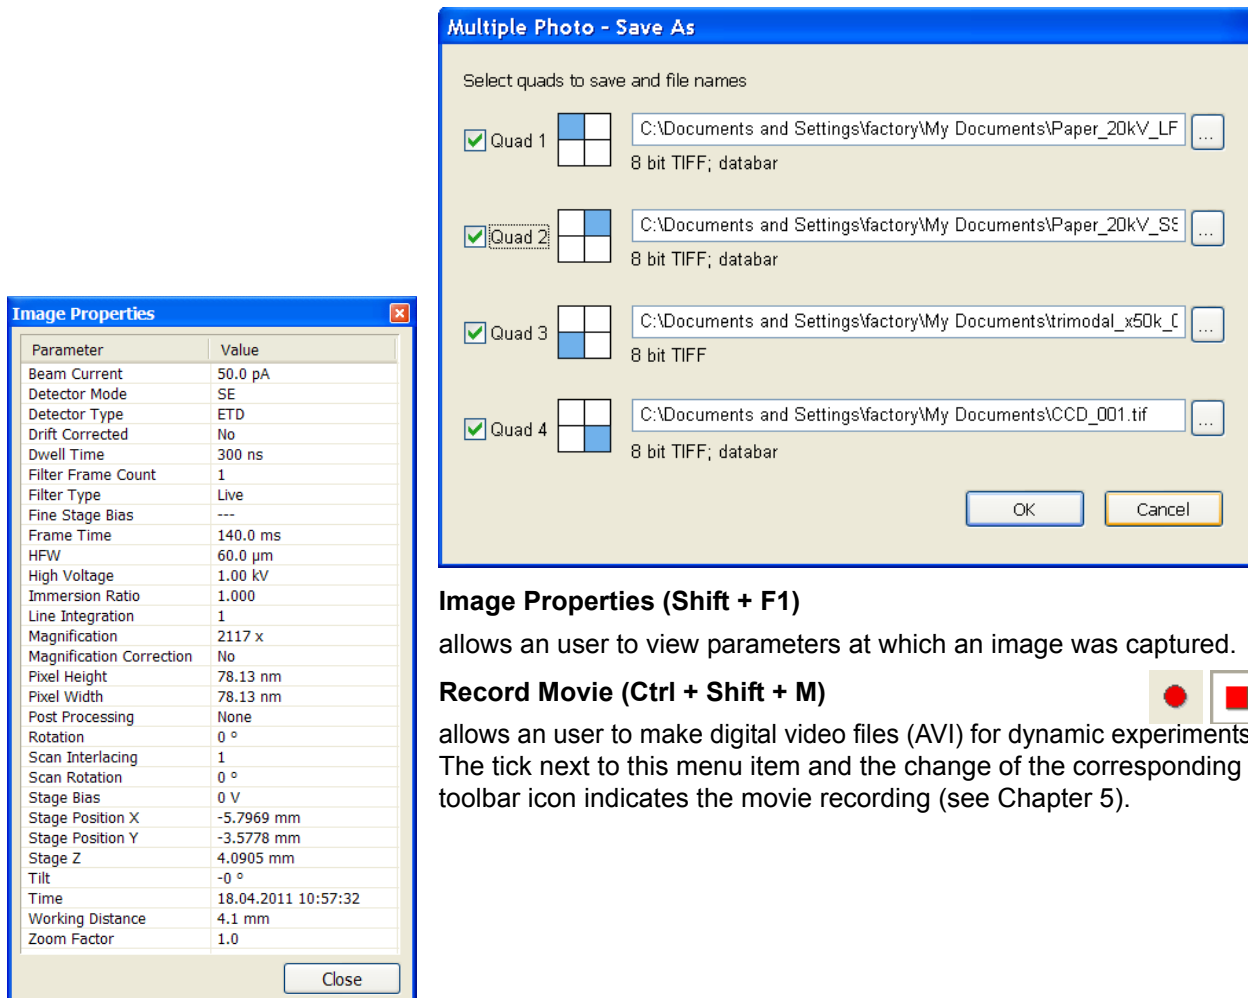 Multiple Photo - Save As
Select quads to save and file names
Quad 1
C:\Documents and Settings\factory\My Documents\Paper_20kV_LF
...
8 bit TIFF; databar
Quad 2
C:\Documents and Settings\factory\My Documents\Paper_20kV_SS
...
8 bit TIFF; databar
Quad 3
C:\Documents and Settings\factory\My Documents\trimodal_x50k_0
...
8 bit TIFF
Quad 4
C:\Documents and Settings\factory\My Documents\CCD_001.tif
...
8 bit TIFF; databar
OK Cancel
Image Properties
Parameter Value
Beam Current 50.0 pA
Detector Mode SE
Detector Type ETD
Drift Corrected No
Dwell Time 300 ns
Filter Frame Count 1
Filter Type Live
Fine Stage Bias ---
Frame Time 140.0 ms
HFW 60.0 µm
High Voltage 1.00 kV
Immersion Ratio 1.000
Line Integration 1
Magnification 2117 x
Magnification Correction No
Pixel Height 78.13 nm
Pixel Width 78.13 nm
Post Processing None
Rotation 0 °
Scan Interlacing 1
Scan Rotation 0 °
Stage Bias 0 V
Stage Position X -5.7969 mm
Stage Position Y -3.5778 mm
Stage Z 4.0905 mm
Tilt -0 °
Time 18.04.2011 10:57:32
Working Distance 4.1 mm
Zoom Factor 1.0
Close
Image Properties (Shift + F1)
allows an user to view parameters at which an image was captured.
Record Movie (Ctrl + Shift + M)
allows an user to make digital video files (AVI) for dynamic experiments
The tick next to this menu item and the change of the corresponding
toolbar icon indicates the movie recording (see Chapter 5).